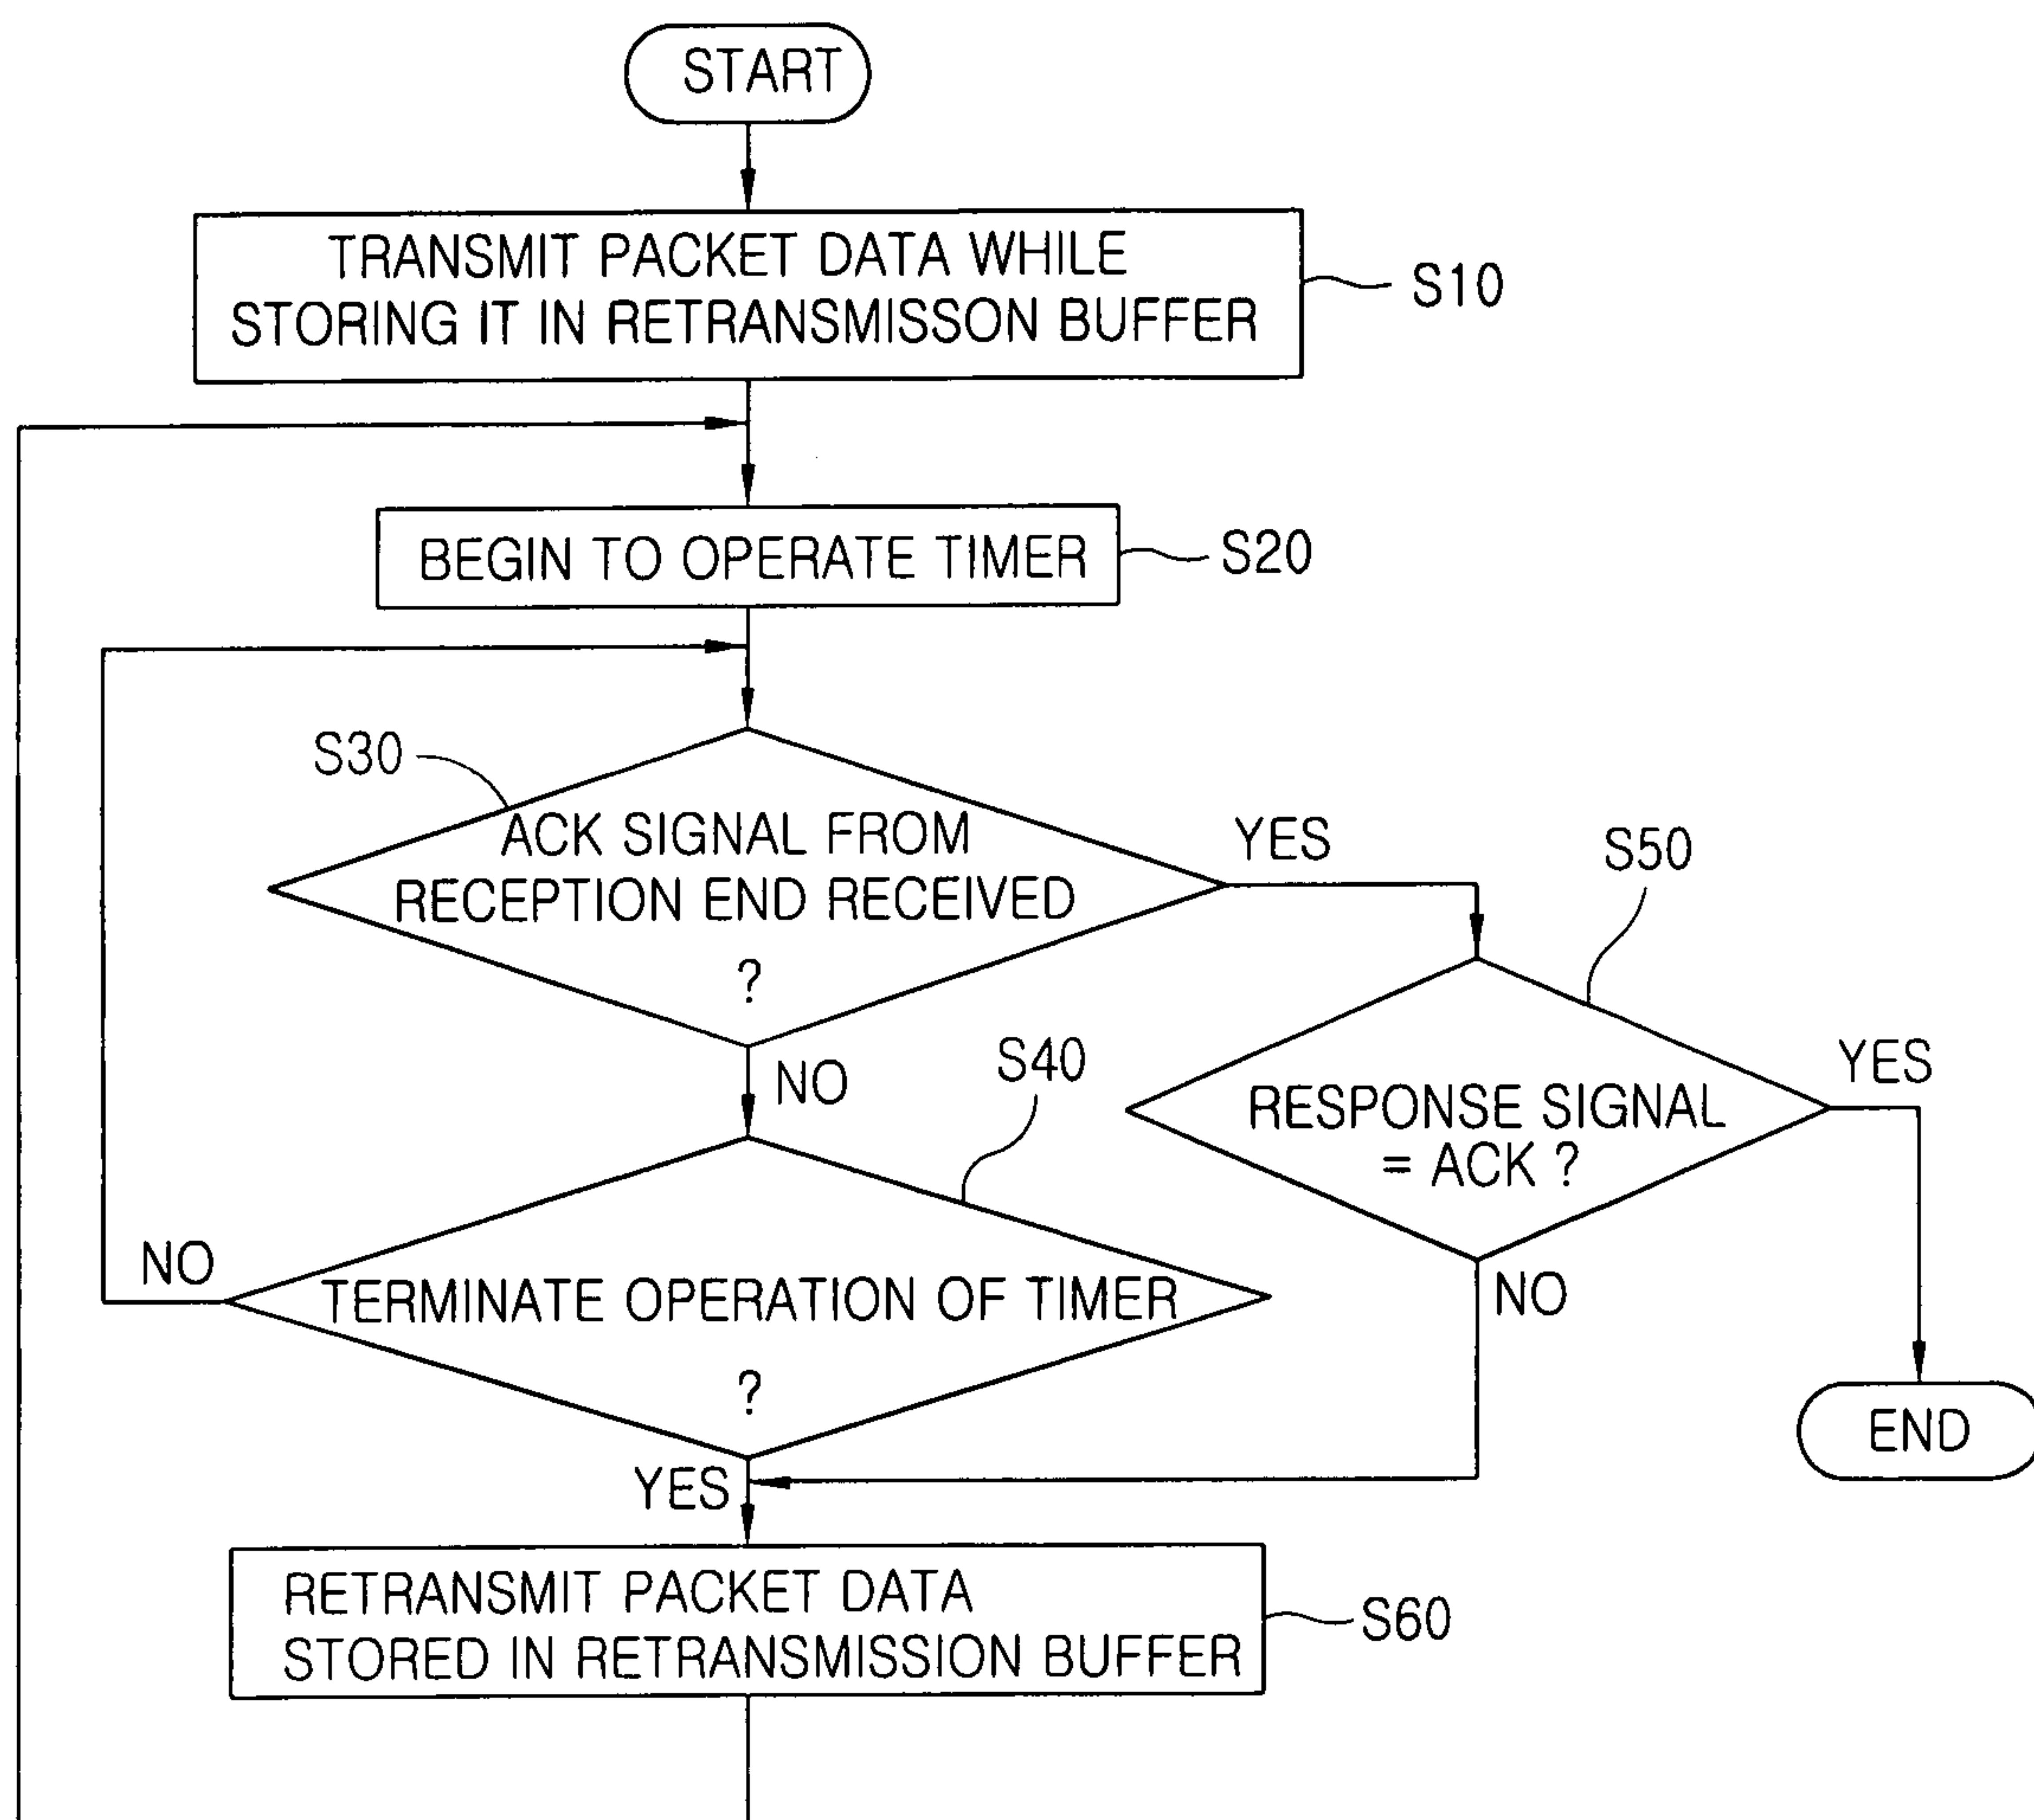 START
TRANSMIT PACKET DATA WHILE
STORING IT IN RETRANSMISSON BUFFER
S10
BEGIN TO OPERATE TIMER
S20
S30
ACK SIGNAL FROM
RECEPTION END RECEIVED
?
YES
S50
NO
S40
RESPONSE SIGNAL
= ACK ?
YES
NO
TERMINATE OPERATION OF TIMER
?
NO
END
YES
RETRANSMIT PACKET DATA
STORED IN RETRANSMISSION BUFFER
S60